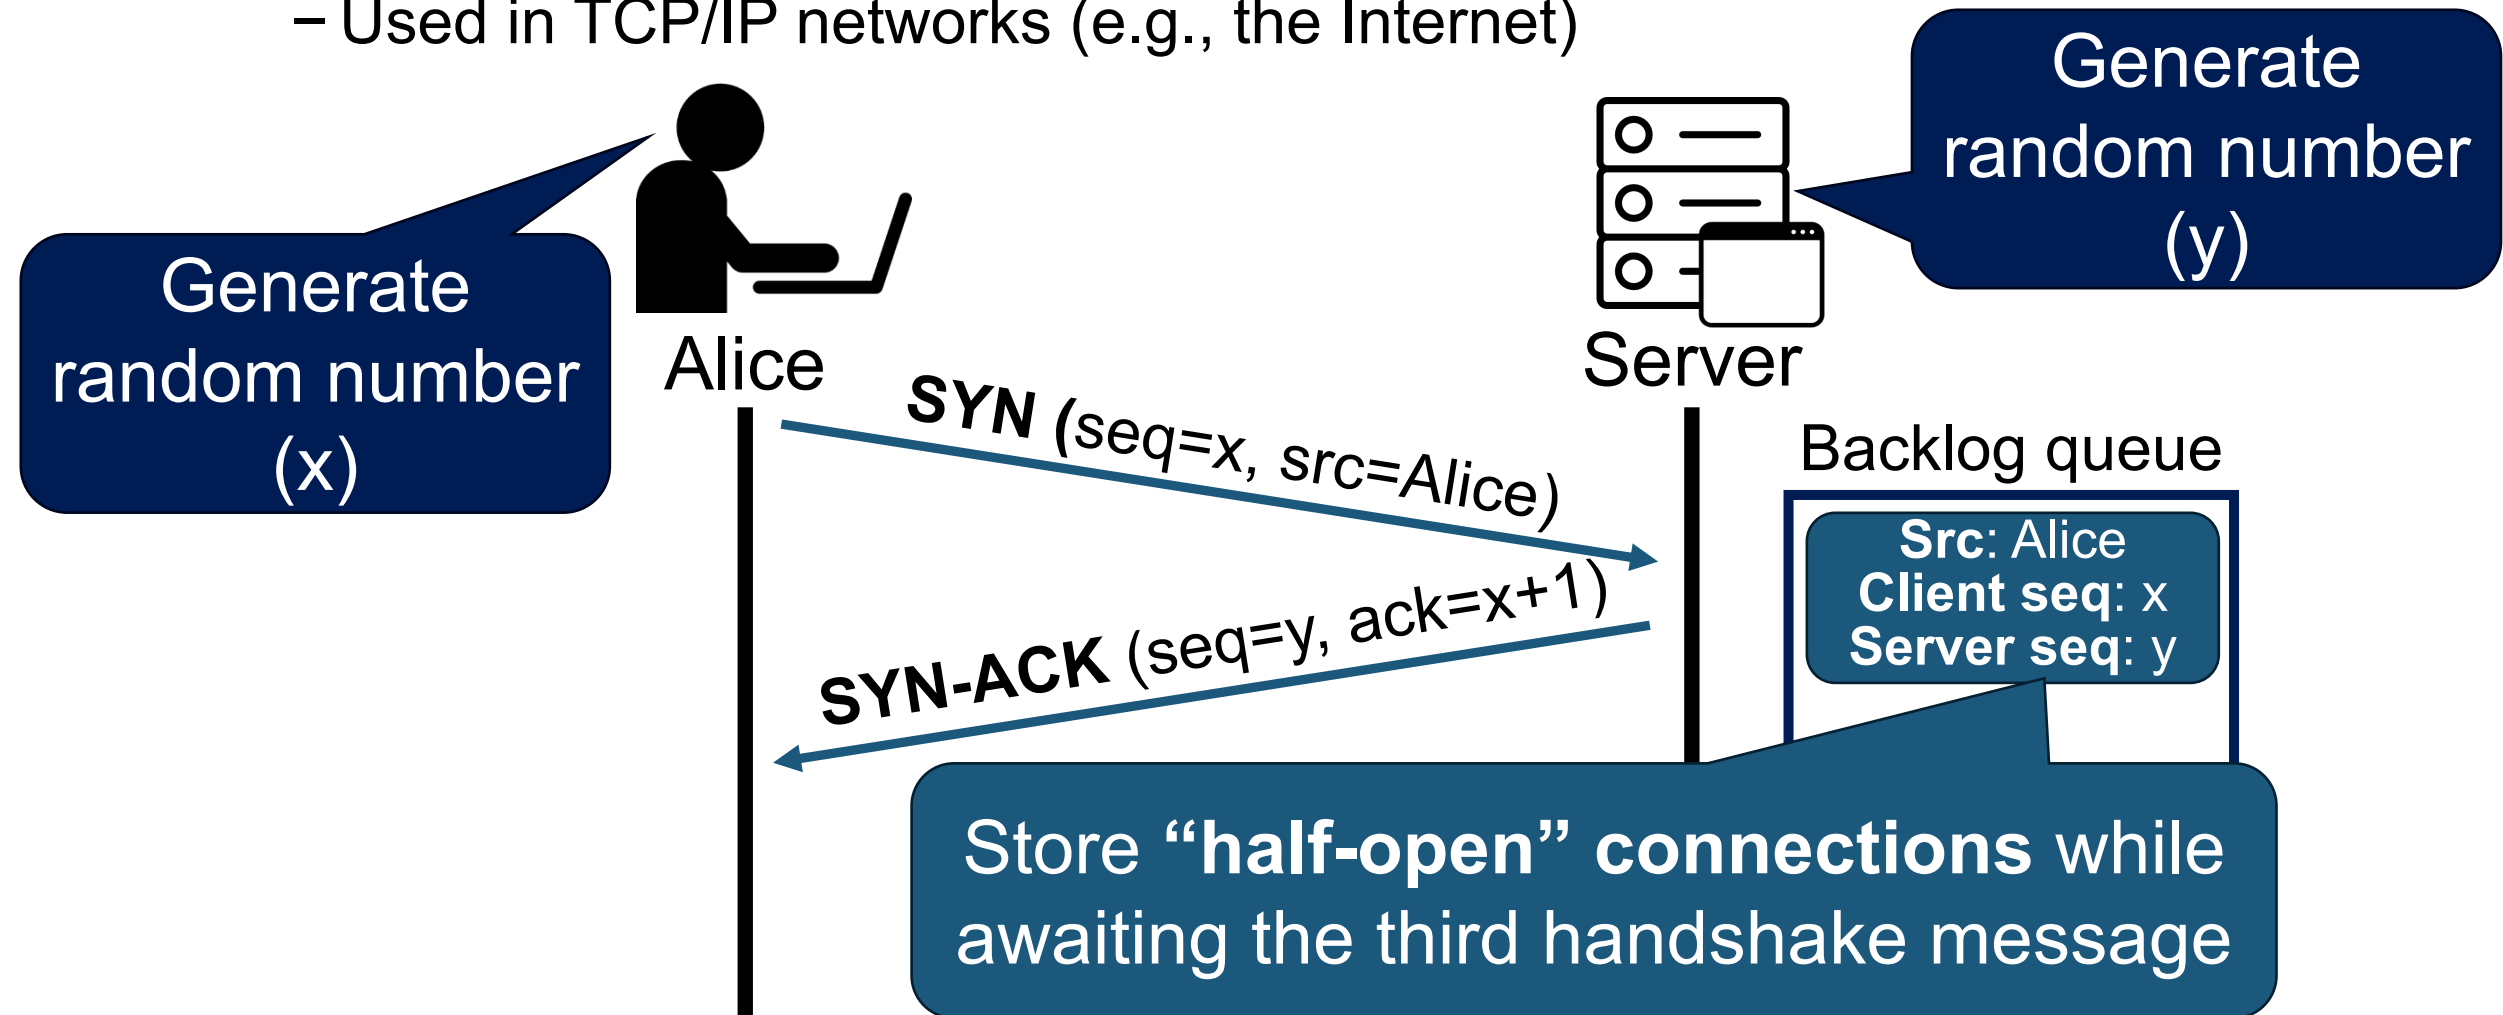 – Used in TCP/IP networks (e.g., the Internet)
Generate
random number
(y)
Generate
random number
(x)
Alice
Server
SYN (seq=x, src=Alice)
Backlog queue
Src: Alice
Client seq: x
Server seq: y
SYN-ACK (seq=y, ack=x+1)
Store “half-open” connections while
awaiting the third handshake message